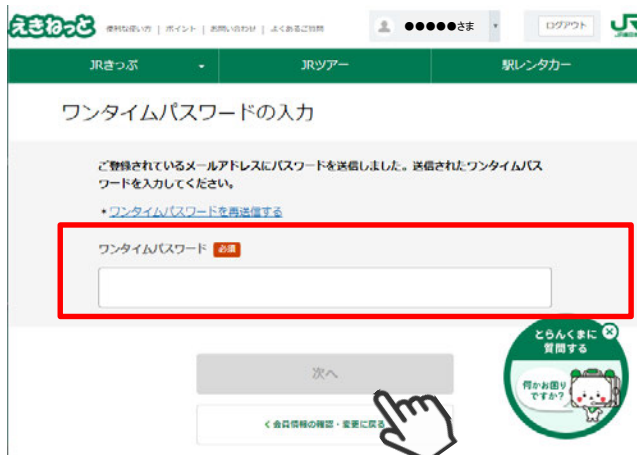 えきねっと 便利な使い方 | ポイント | お問い合わせ | よくあるご質問 ●●●●●さま ログアウト JR
JRきっぷ JRツアー 駅レンタカー
ワンタイムパスワードの入力
ご登録されているメールアドレスにパスワードを送信しました。送信されたワンタイムパス
ワードを入力してください。
ワンタイムパスワードを再送信する
ワンタイムパスワード 必須
とらんくまに
質問する
次へ
何かお困り
ですか?
< 会員情報の確認・変更に戻る